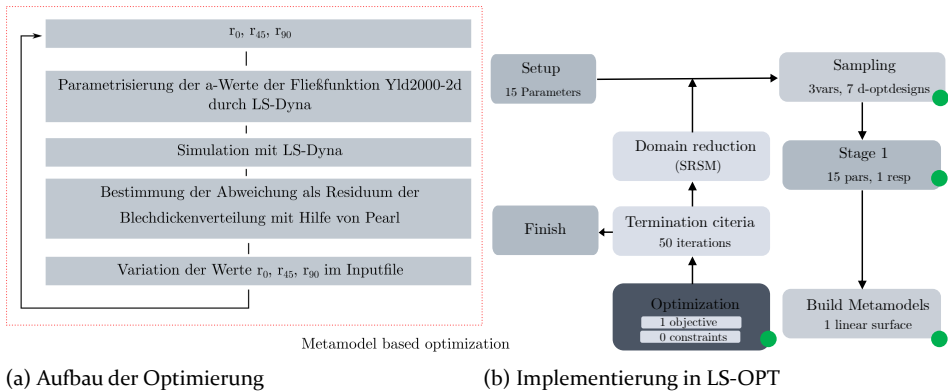 r0, r45, r90
Parametrisierung der a-Werte der Fließfunktion Yld2000-2d
durch LS-Dyna
Simulation mit LS-Dyna
Bestimmung der Abweichung als Residuum der
Blechdickenverteilung mit Hilfe von Pearl
Variation der Werte r0, r45, r90 im Inputfile
Metamodel based optimization
(a) Aufbau der Optimierung
Setup
15 Parameters
Sampling
3vars, 7 d-optdesigns
Domain reduction
(SRSM)
Stage 1
15 pars, 1 resp
Finish
Termination citeria
50 iterations
Optimization
1 objective
0 constraints
Build Metamodels
1 linear surface
(b) Implementierung in LS-OPT